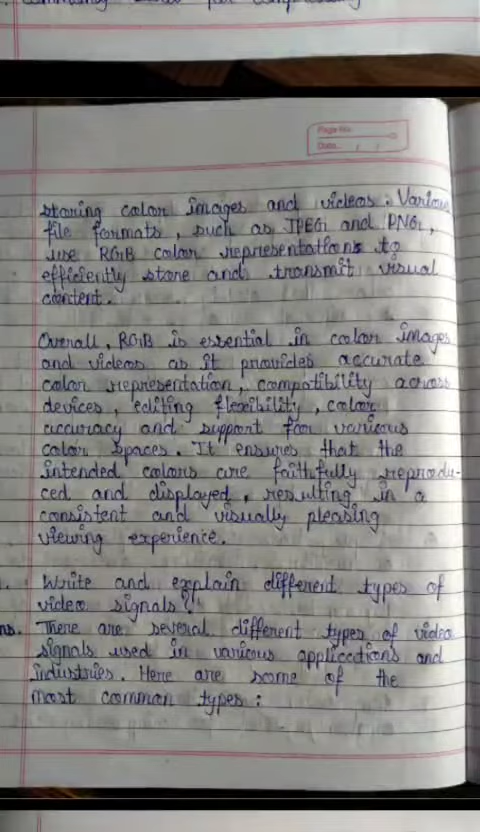 Page No.
Date. / /
storing color images and videos. Various
file formats, such as JPEG and PNG,
use RGB color representations to
efficiently store and transmit visual
content.
Overall, RGB is essential in color images
and videos as it provides accurate
color representation, compatibility across
devices, editing flexibility, color
accuracy and support for various
color spaces. It ensures that the
intended colors are faithfully reprodu-
ced and displayed, resulting in a
consistent and visually pleasing
viewing experience.
Write and explain different types of
video signals?
ns. There are several different types of video
signals used in various applications and
industries. Here are some of the
most common types: